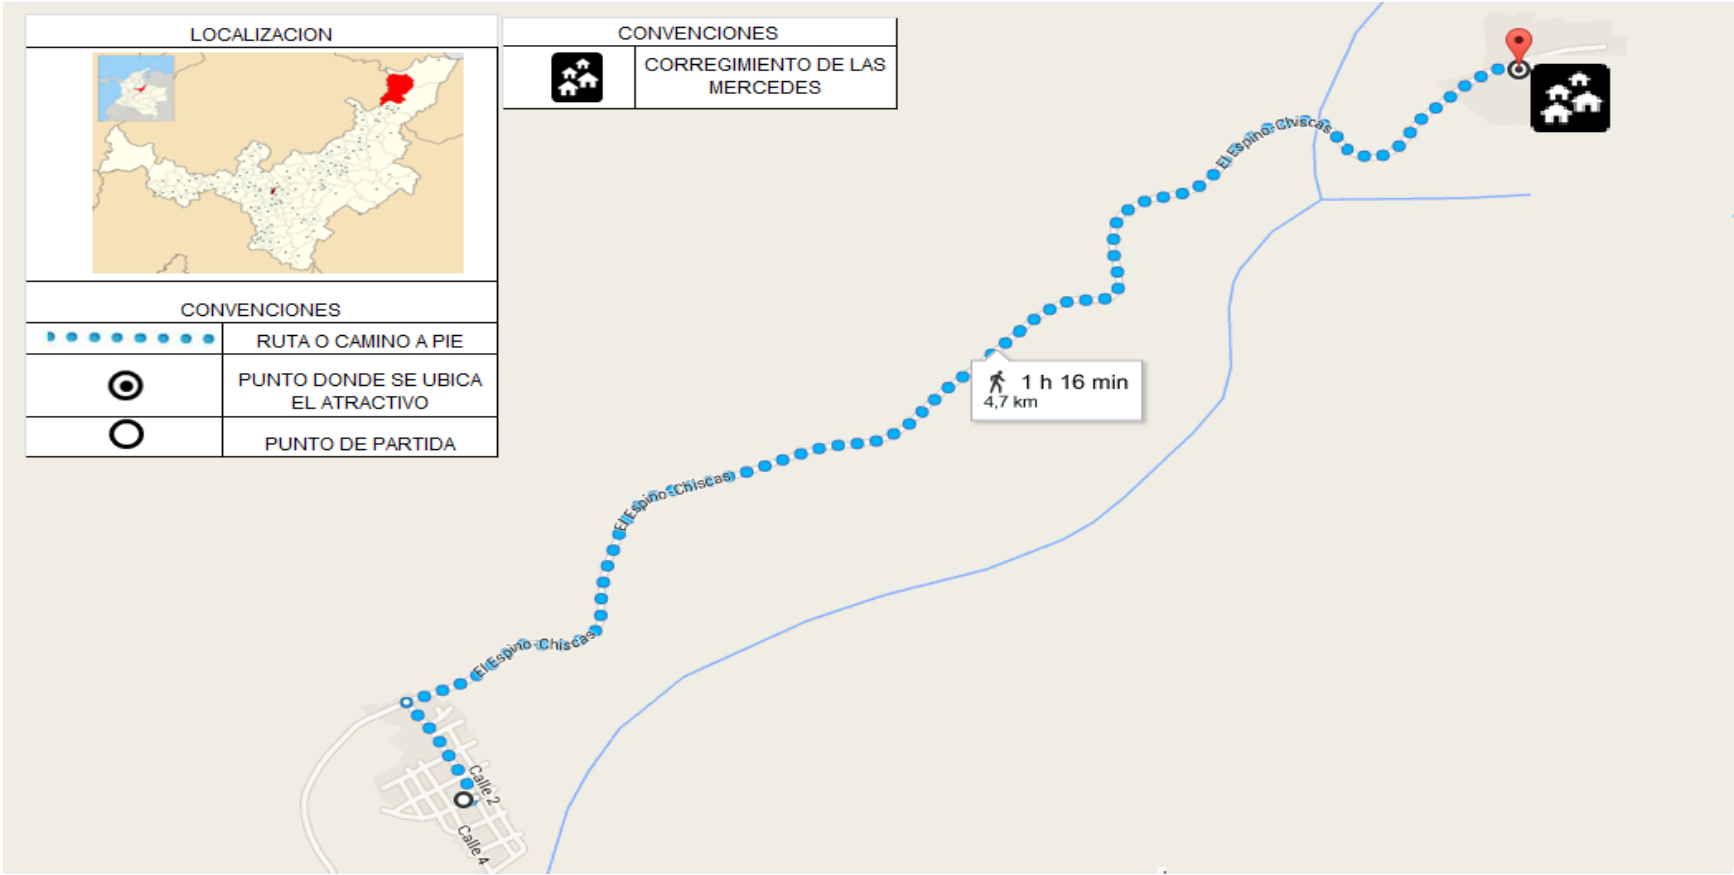 LOCALIZACION
CONVENCIONES
RUTA O CAMINO A PIE
PUNTO DONDE SE UBICA
EL ATRACTIVO
PUNTO DE PARTIDA
CONVENCIONES
CORREGIMIENTO DE LAS
MERCEDES
El Espino-Chiscas
1 h 16 min
4,7 km
El Espino-Chiscas
El Espino-Chiscas
Calle 2
Calle 4